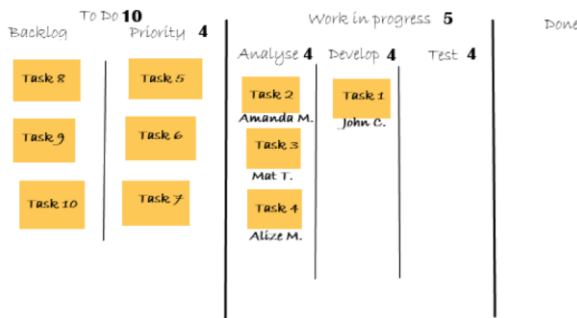 To Do 10
Work in progress 5
Done
Backlog
Priority 4
Analyse 4
Develop 4
Test 4
Task 8
Task 5
Task 2
Task 1
Amanda M.
John C.
Task 9
Task 6
Task 3
Mat T.
Task 10
Task 7
Task 4
Alize M.